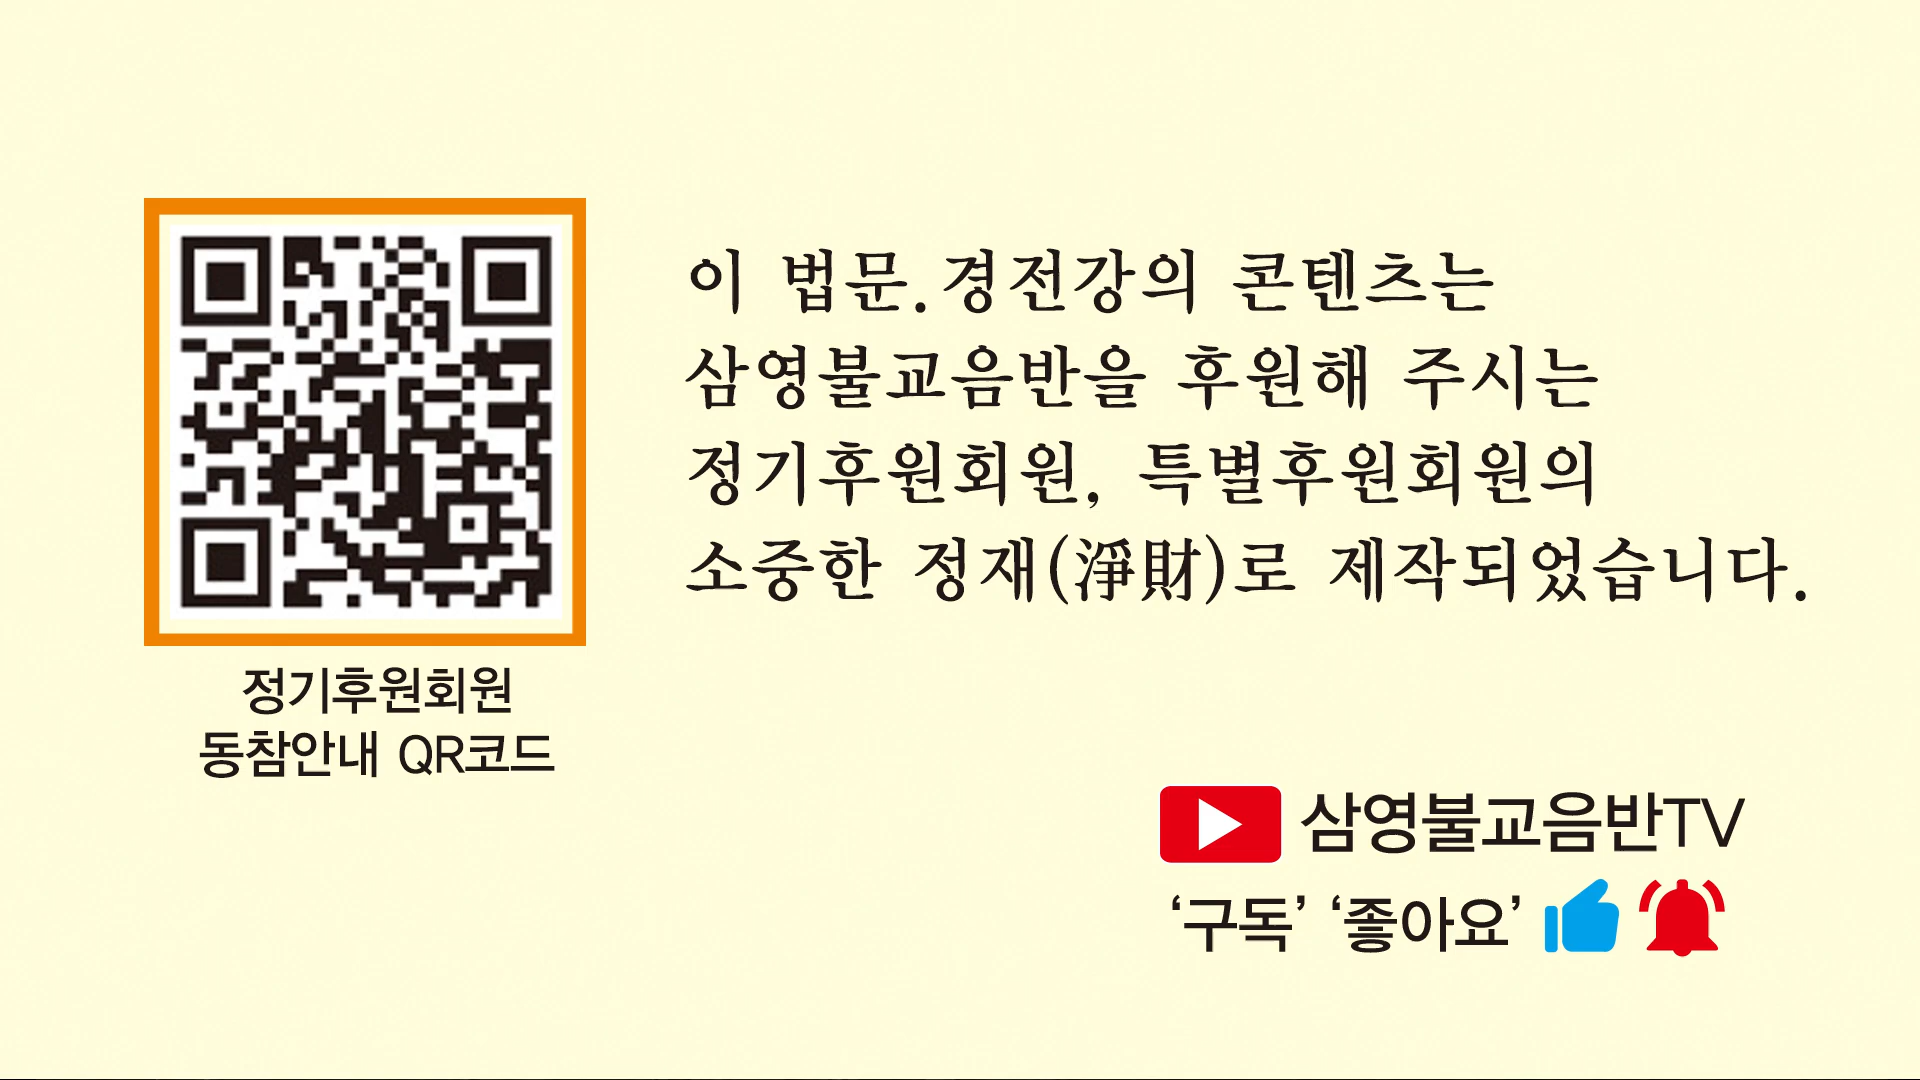 이 법문.경전강의 콘텐츠는
삼영불교음반을 후원해 주시는
정기후원회원, 특별후원회원의
소중한 정재(淨財)로 제작되었습니다.
정기후원회원
동참안내 QR코드
삼영불교음반TV
‘구독’ ‘좋아요’